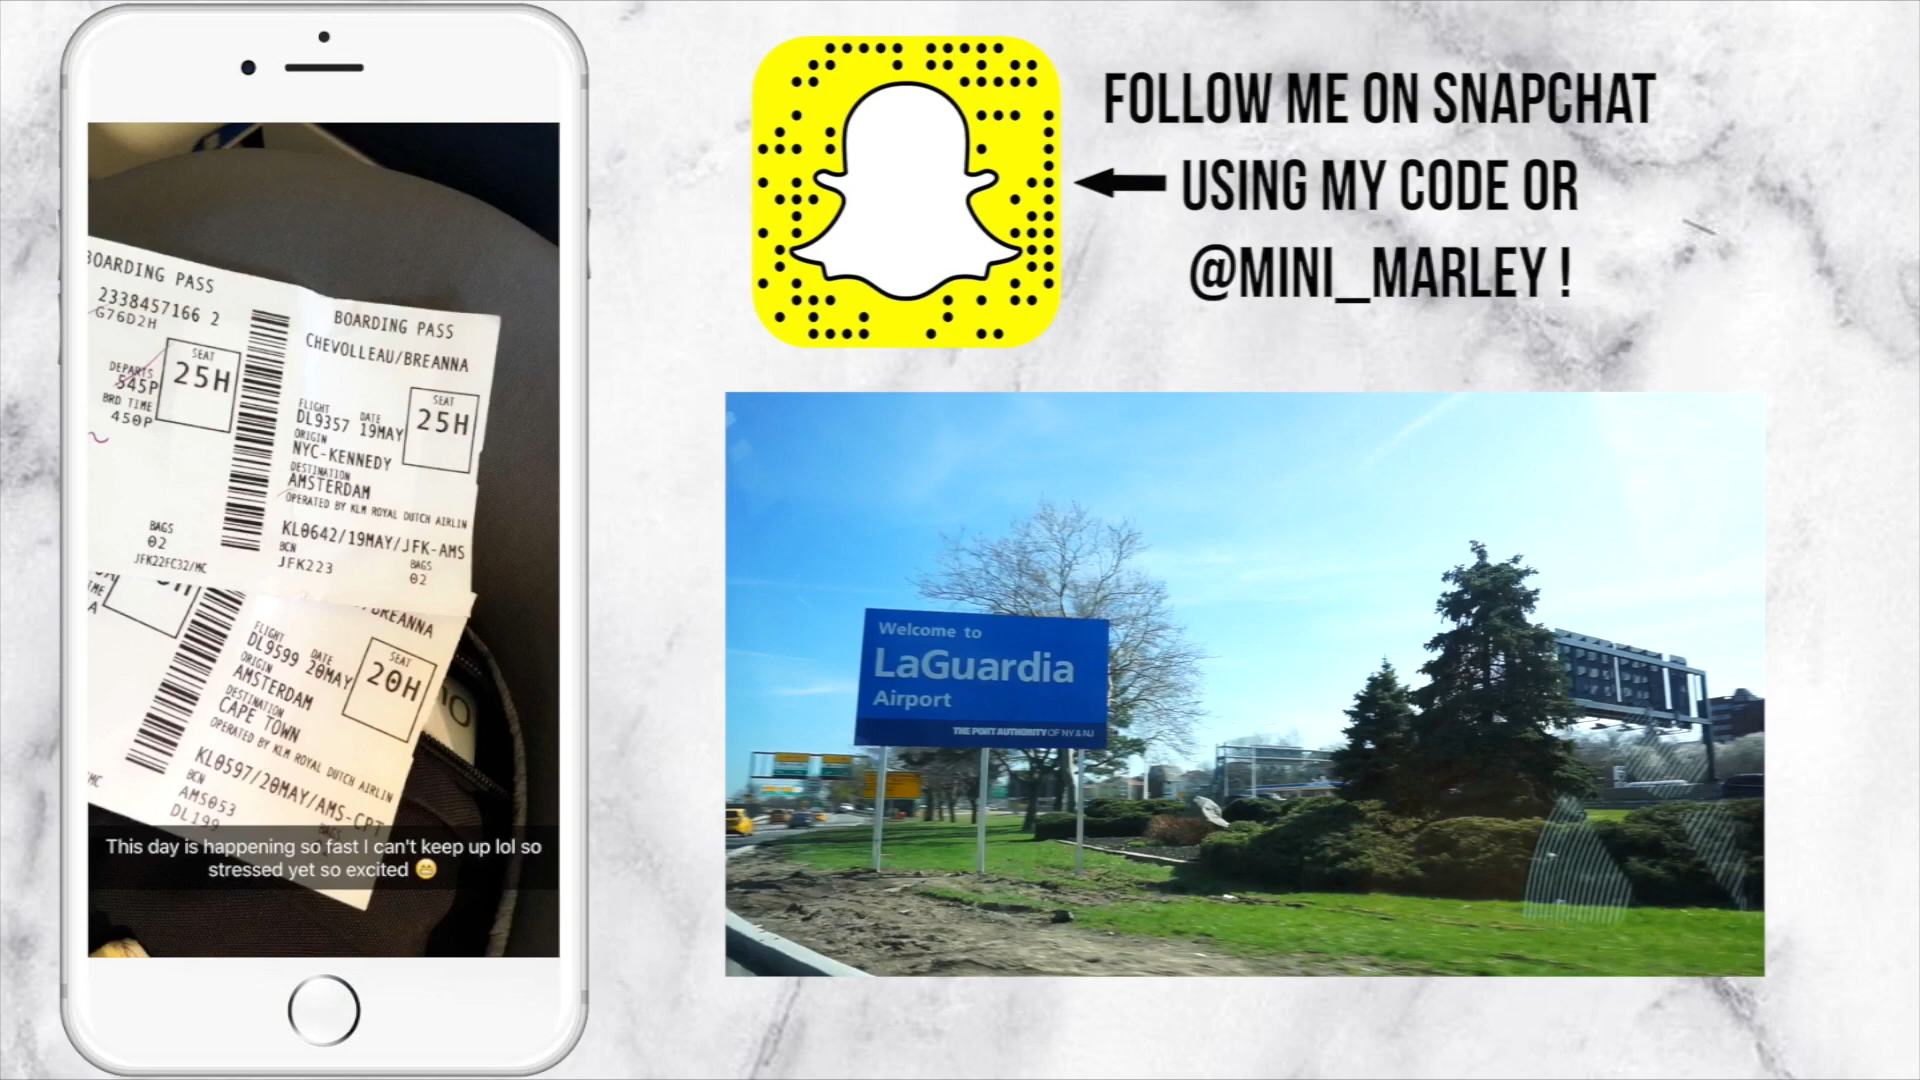 BOARDING PASS
2338457166 2
G76D2H
SEAT
25H
DEPARTS
545P
BRD TIME
450P
BAGS
02
JFK22FC32/MC
BOARDING PASS
CHEVOLLEAU/BREANNA
SEAT
25H
FLIGHT DATE
DL9357 19MAY
ORIGIN
NYC-KENNEDY
DESTINATION
AMSTERDAM
OPERATED BY KLM ROYAL DUTCH AIRLIN
KL0642/19MAY/JFK-AMS
BCN BAGS
JFK223 02
/BREANNA
SEAT
20H
FLIGHT DATE
DL9599 20MAY
ORIGIN
AMSTERDAM
DESTINATION
CAPE TOWN
OPERATED BY KLM ROYAL DUTCH AIRLIN
KL0597/20MAY/AMS-CPT
BCN
AMS053
DL199
MC
This day is happening so fast I can't keep up lol so
stressed yet so excited 😁
FOLLOW ME ON SNAPCHAT
USING MY CODE OR
@MINI_MARLEY !
Welcome to
LaGuardia
Airport
THE PORT AUTHORITY OF NY & NJ